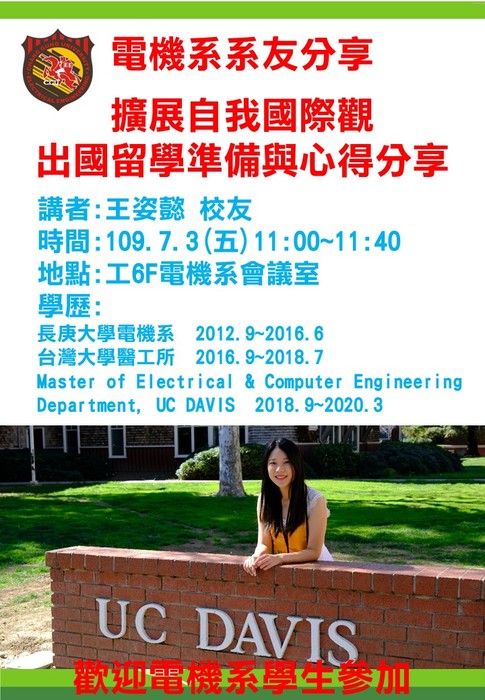 電機系系友分享
擴展自我國際觀
出國留學準備與心得分享
講者:王姿懿 校友
時間:109.7.3(五)11:00~11:40
地點:工6F電機系會議室
學歷:
長庚大學電機系 2012.9~2016.6
台灣大學醫工所 2016.9~2018.7
Master of Electrical & Computer Engineering
Department, UC DAVIS 2018.9~2020.3
UC DAVIS
歡迎電機系學生參加